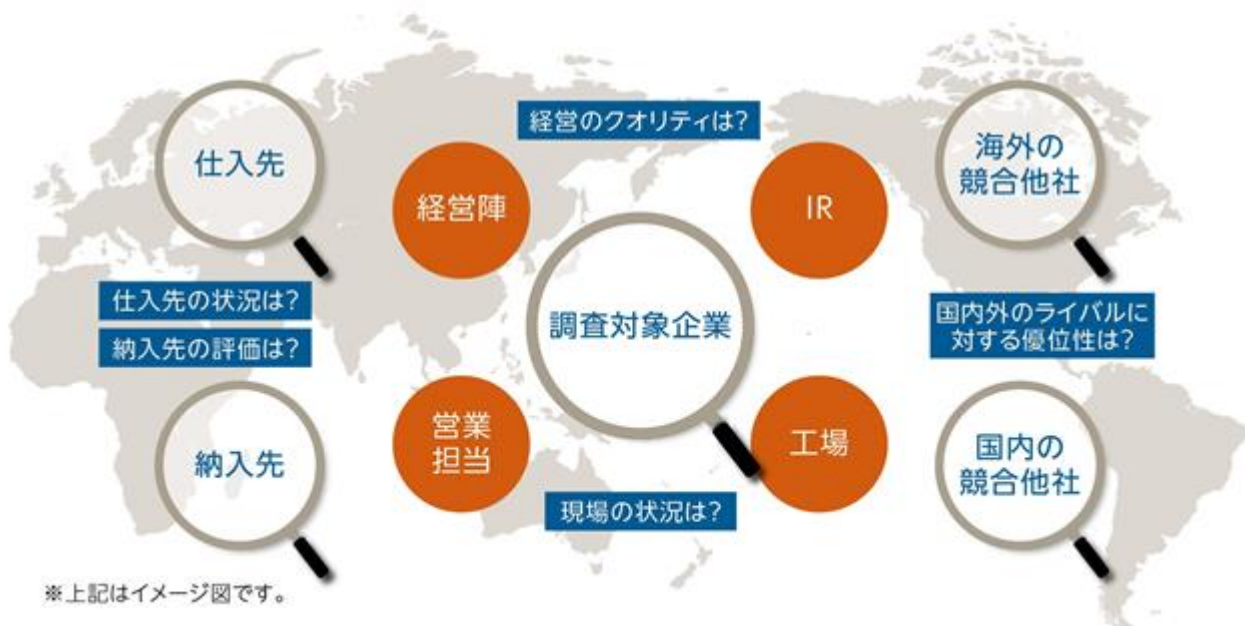 経営のクオリティは?
仕入先
経営陣
IR
海外の
競合他社
調査対象企業
仕入先の状況は?
納入先の評価は?
国内外のライバルに
対する優位性は?
納入先
営業
担当
工場
国内の
競合他社
現場の状況は?
※上記はイメージ図です。